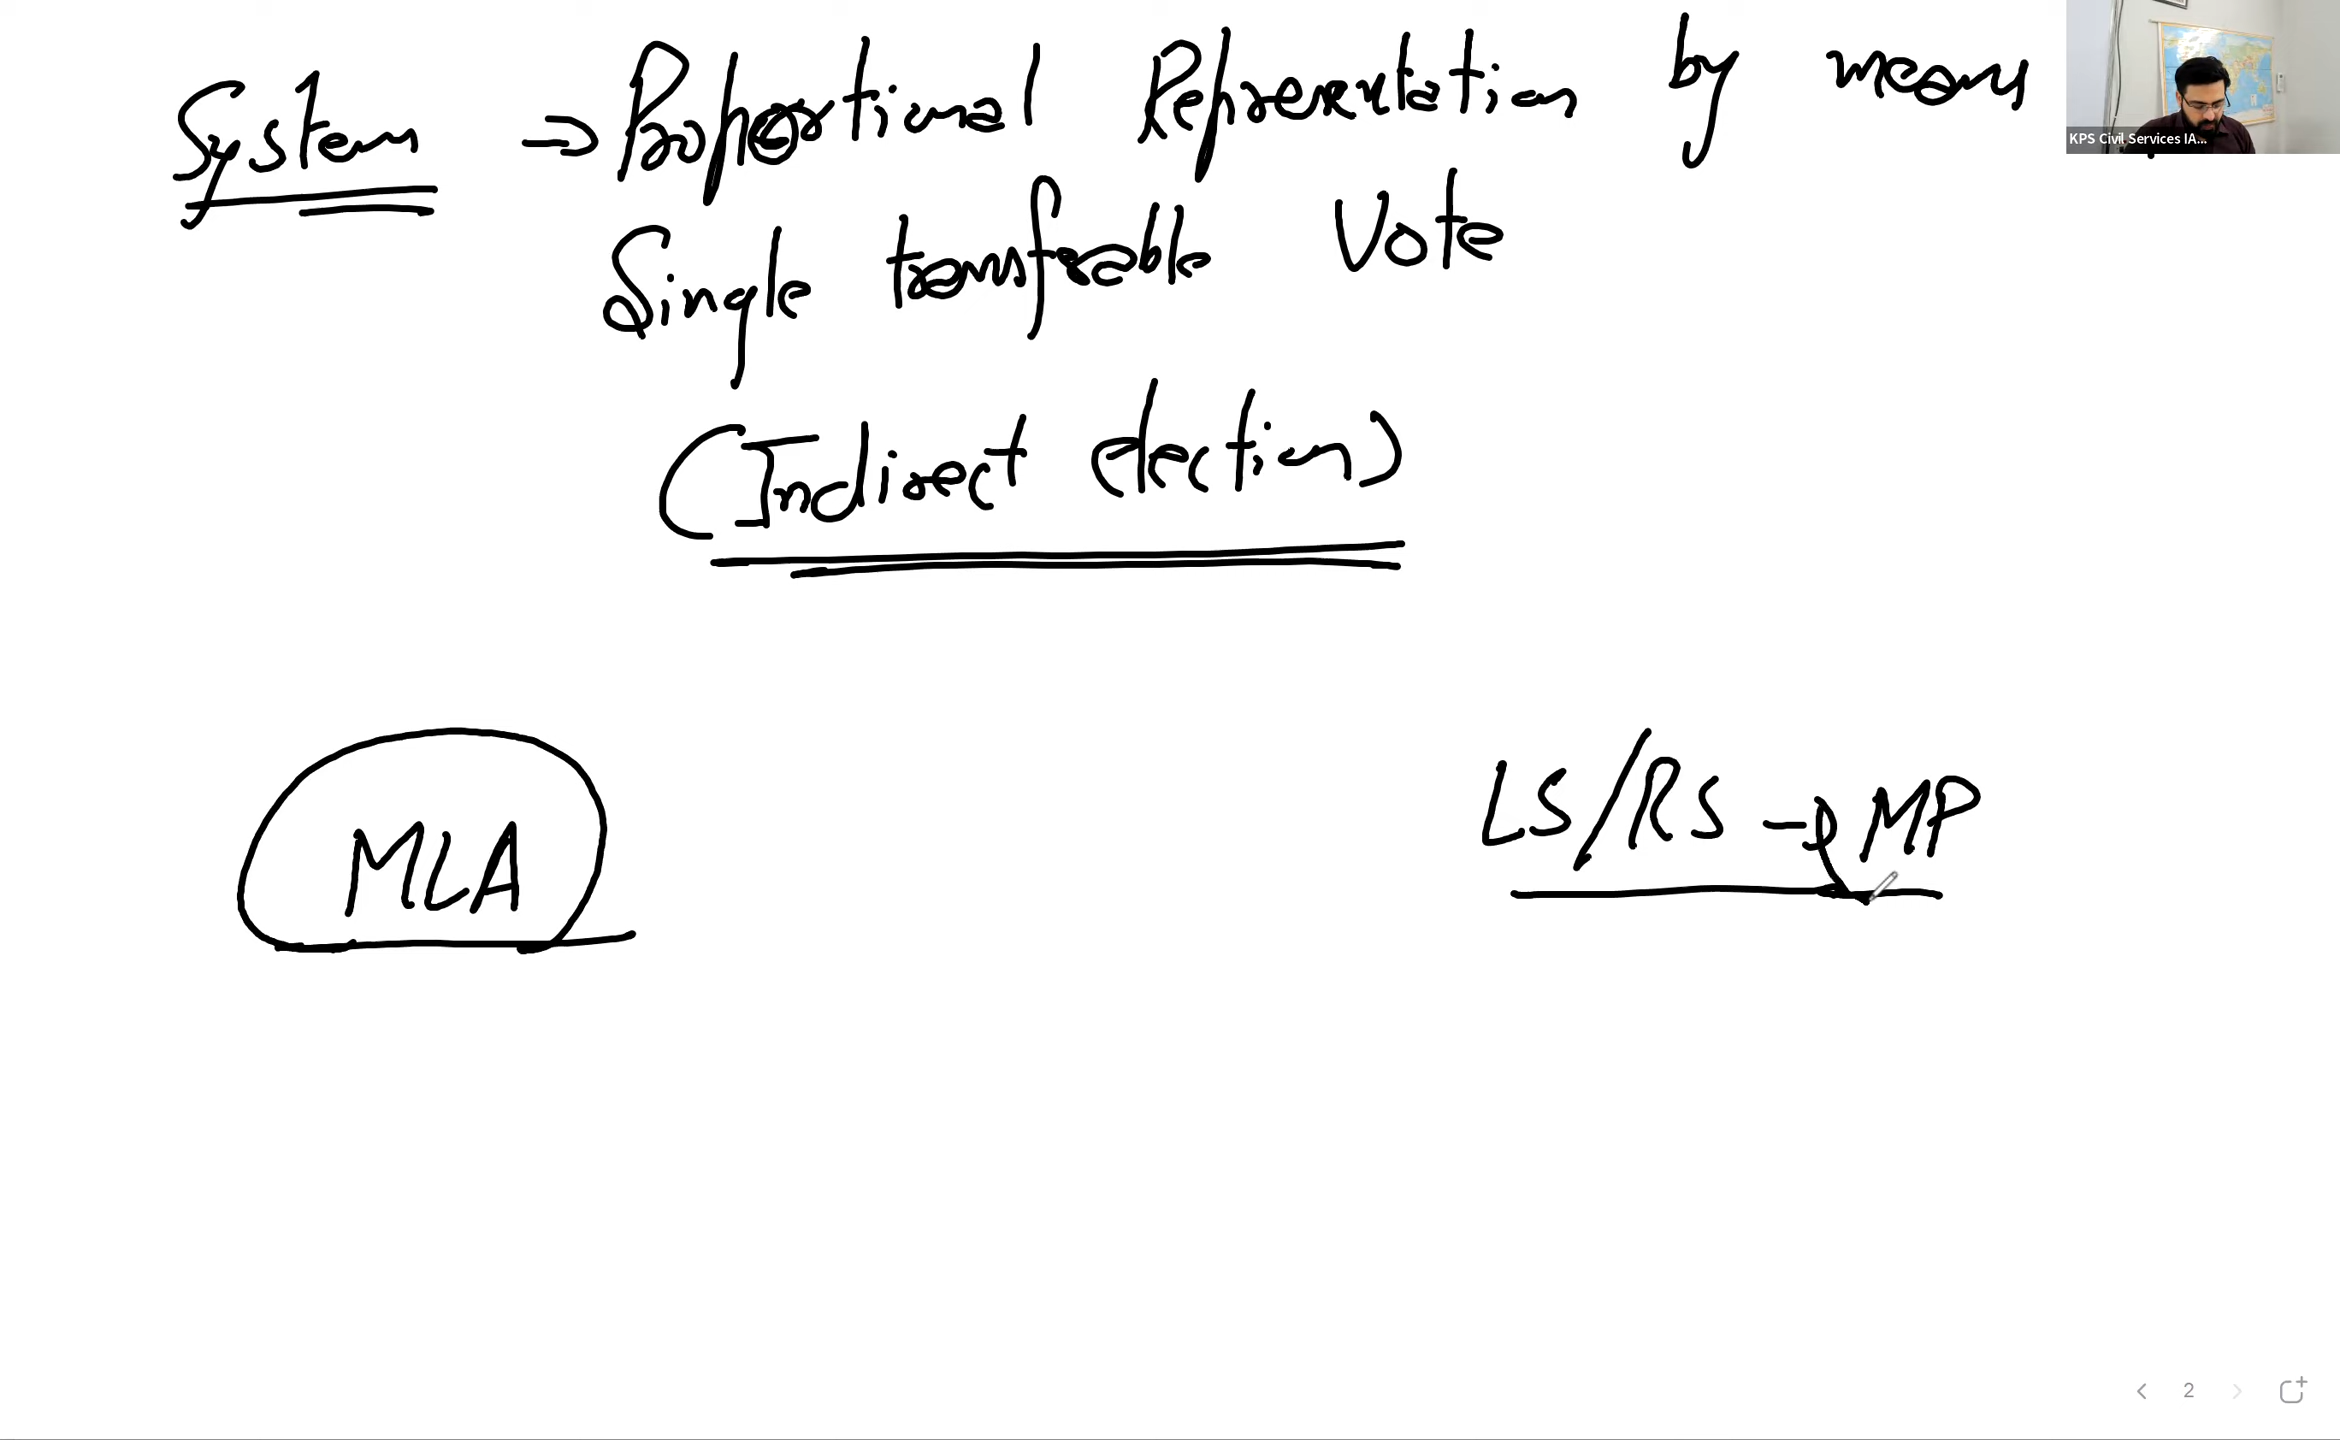 System → Proportional Representation by means
KPS Civil Services IA...
Single transferable Vote
(Indirect election)
MLA
LS/RS → MP
2